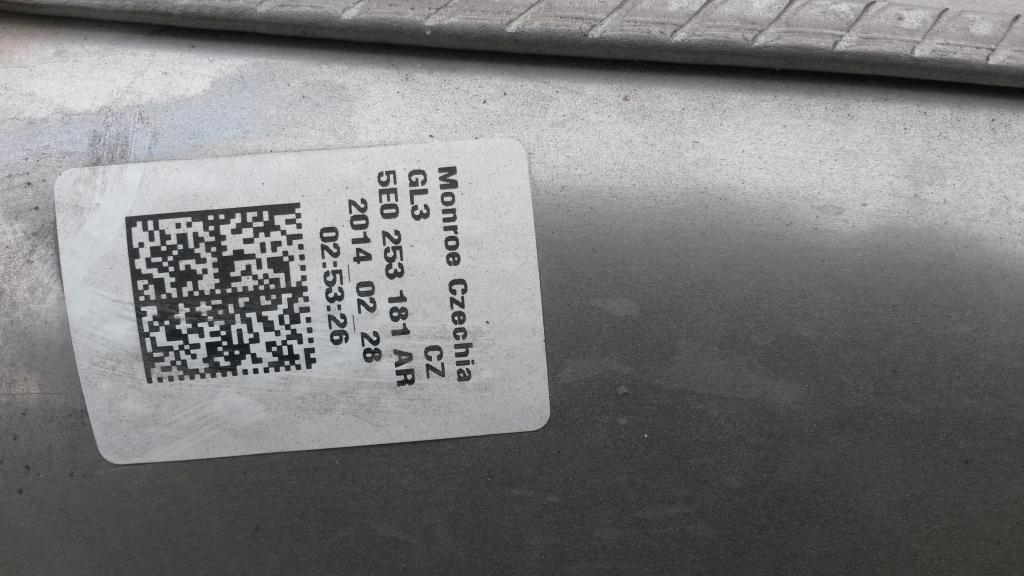 Monroe Czechia
GL3 CZ
5E0 253 181 AR
2014_02_28
02:53:26